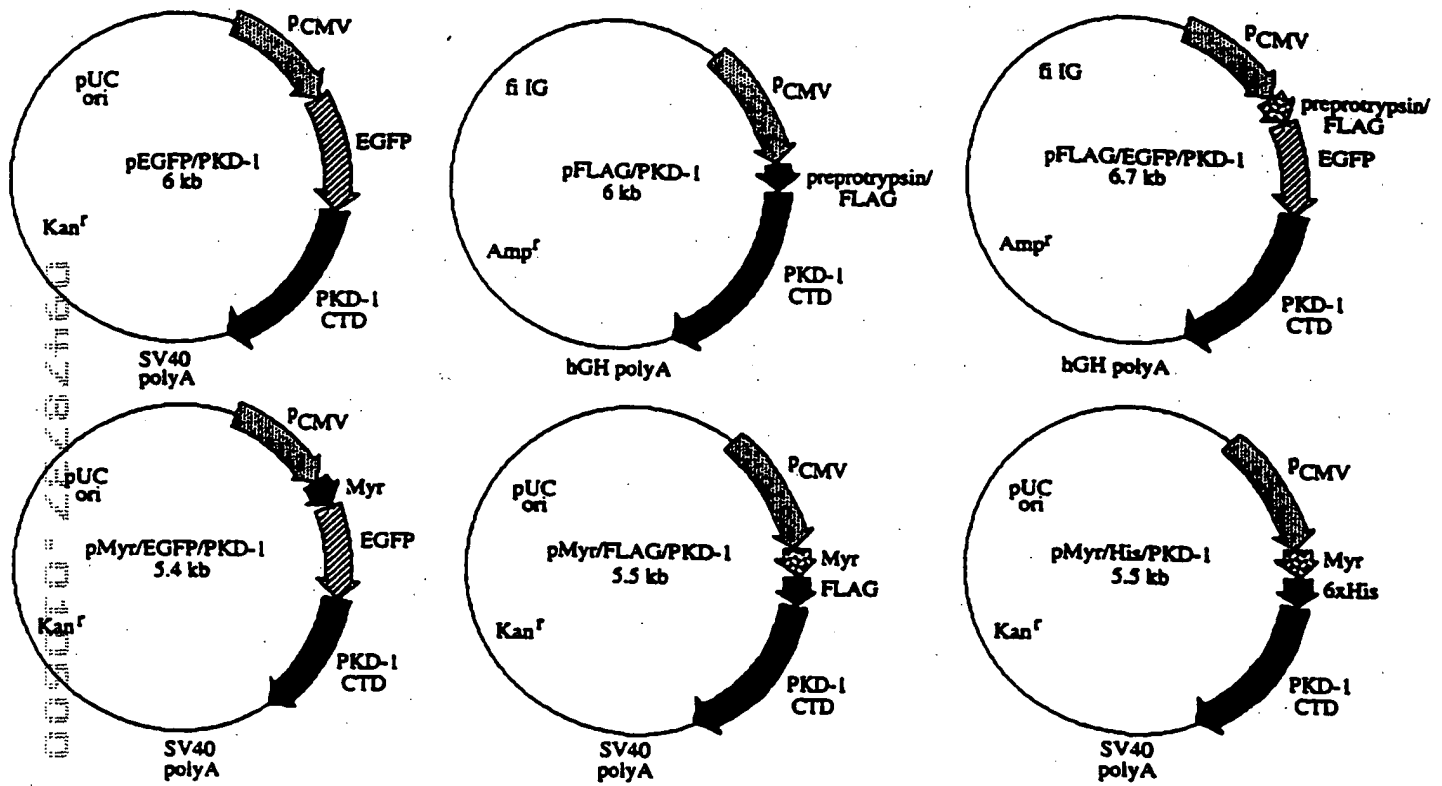 PCMV
pUC
ori
EGFP
pEGFP/PKD-1
6 kb
Kanr
PKD-1
CTD
SV40
polyA
PCMV
fi IG
pFLAG/PKD-1
6 kb
preprotrypsin/
FLAG
Ampr
PKD-1
CTD
hGH polyA
PCMV
fi IG
preprotrypsin/
FLAG
pFLAG/EGFP/PKD-1
6.7 kb
EGFP
Ampr
PKD-1
CTD
hGH polyA
PCMV
pUC
ori
Myr
pMyr/EGFP/PKD-1
5.4 kb
EGFP
Kanr
PKD-1
CTD
SV40
polyA
PCMV
pUC
ori
pMyr/FLAG/PKD-1
5.5 kb
Myr
FLAG
Kanr
PKD-1
CTD
SV40
polyA
PCMV
pUC
ori
pMyr/His/PKD-1
5.5 kb
Myr
6xHis
Kanr
PKD-1
CTD
SV40
polyA